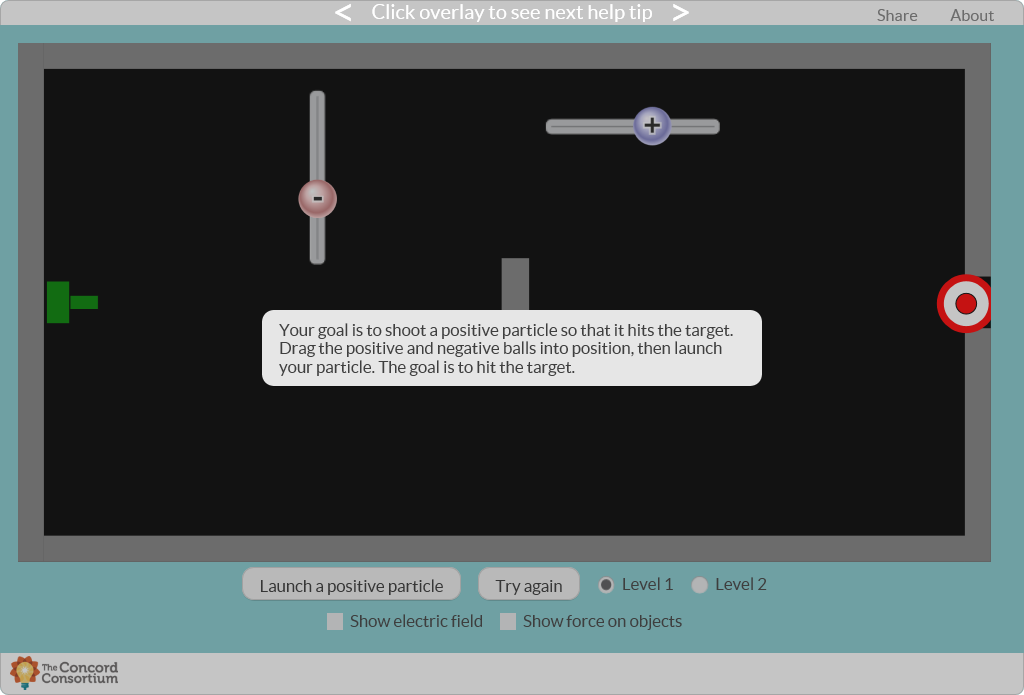 < Click overlay to see next help tip >
Share About
+
-
Your goal is to shoot a positive particle so that it hits the target.
Drag the positive and negative balls into position, then launch
your particle. The goal is to hit the target.
Launch a positive particle Try again Level 1 Level 2
Show electric field Show force on objects
The Concord
Consortium